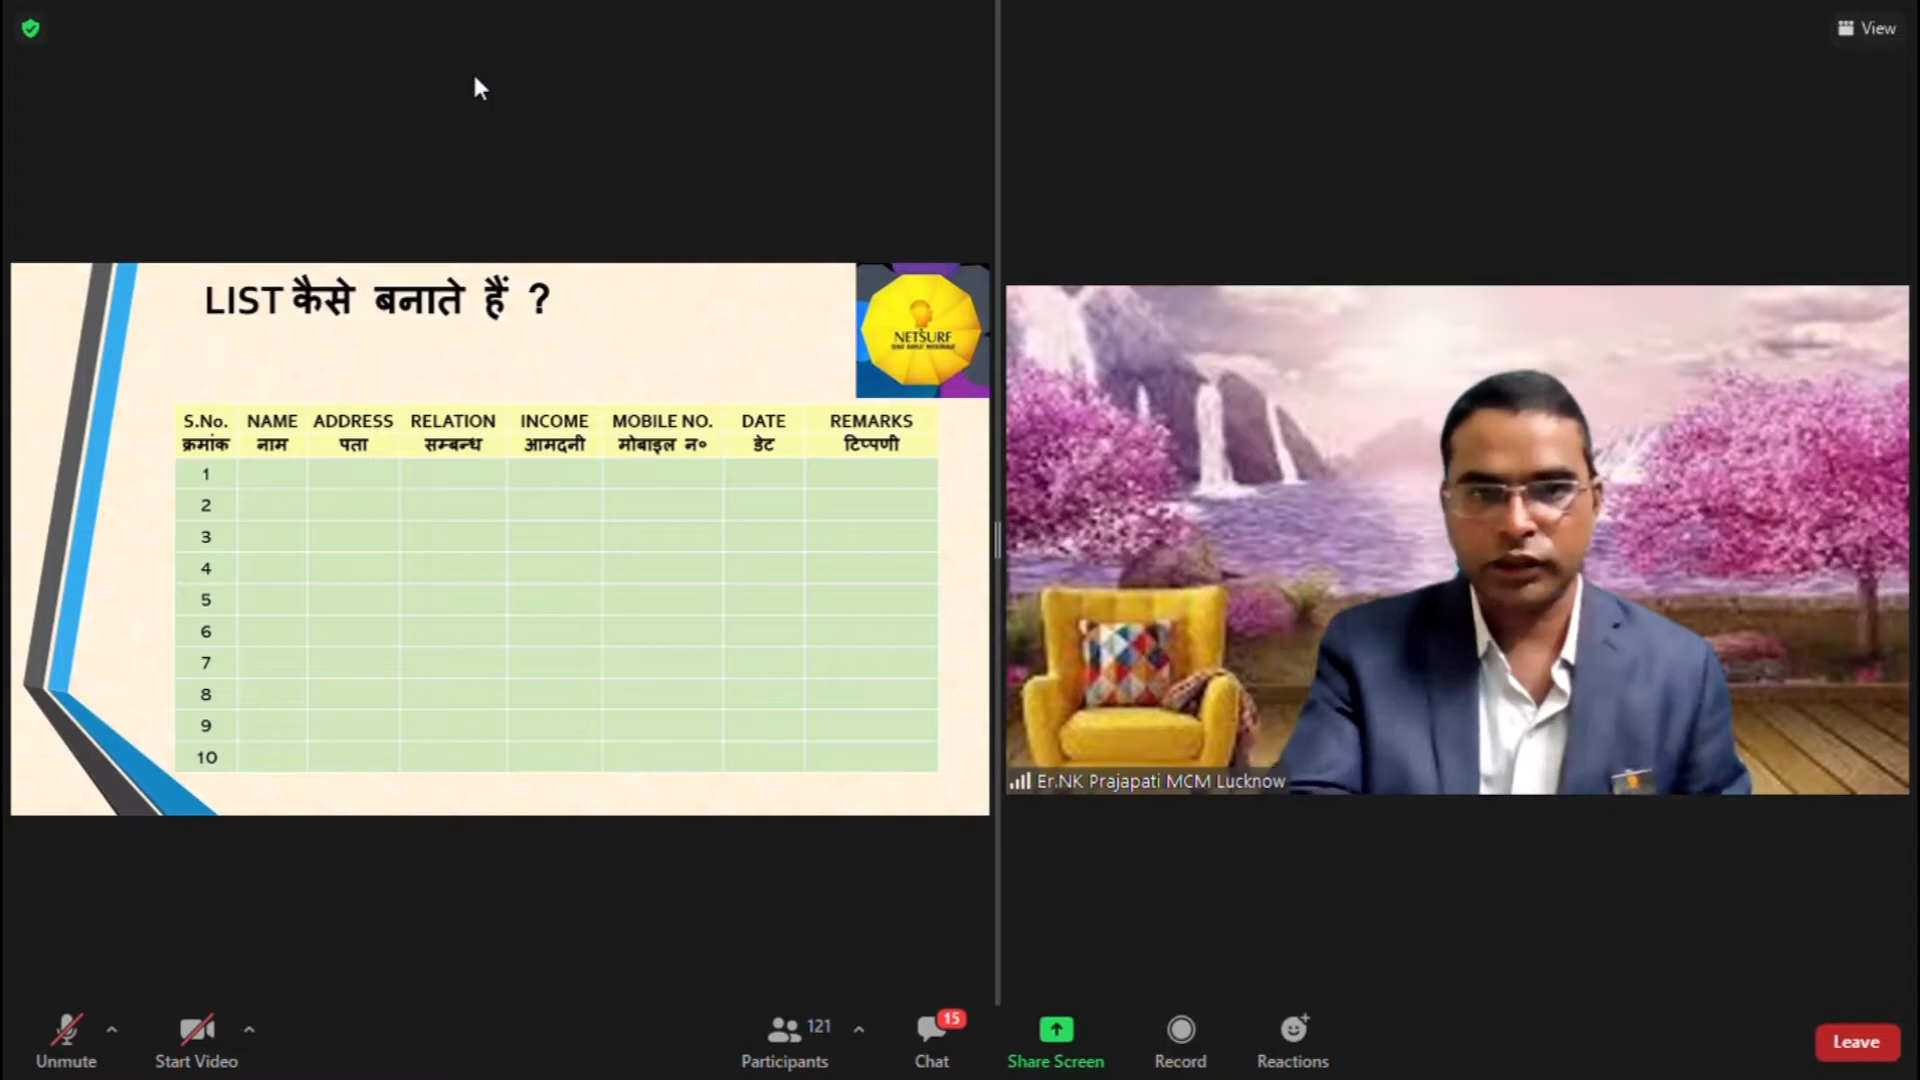 View
LIST कैसे बनाते हैं ?
NETSURF
S.No. NAME ADDRESS RELATION INCOME MOBILE NO. DATE REMARKS
क्रमांक नाम पता सम्बन्ध आमदनी मोबाइल न० डेट टिप्पणी
1
2
3
4
5
6
7
8
9
10
Er.NK Prajapati MCM Lucknow
121
15
Unmute Start Video Participants Chat Share Screen Record Reactions Leave